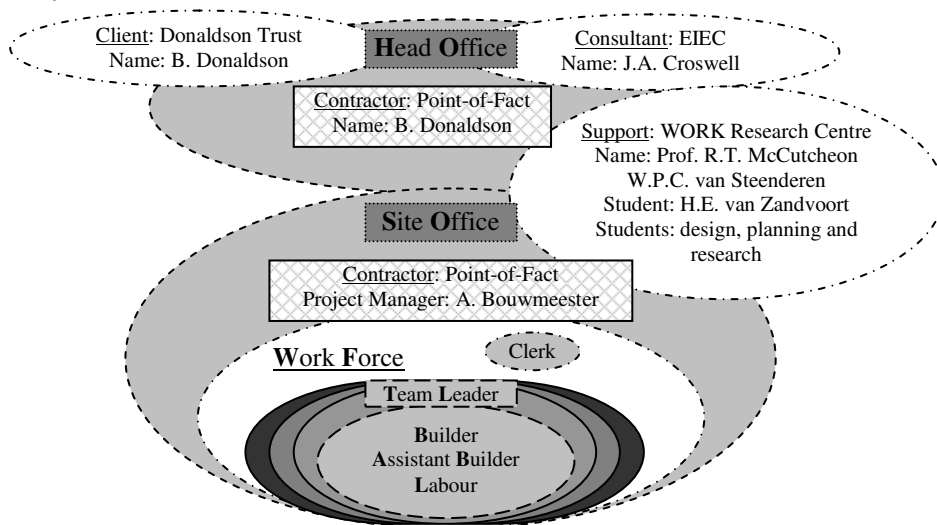 Client: Donaldson Trust
Name: B. Donaldson
Head Office
Consultant: EIEC
Name: J.A. Croswell
Contractor: Point-of-Fact
Name: B. Donaldson
Support: WORK Research Centre
Name: Prof. R.T. McCutcheon
W.P.C. van Steenderen
Student: H.E. van Zandvoort
Students: design, planning and
research
Site Office
Contractor: Point-of-Fact
Project Manager: A. Bouwmeester
Clerk
Work Force
Team Leader
Builder
Assistant Builder
Labour